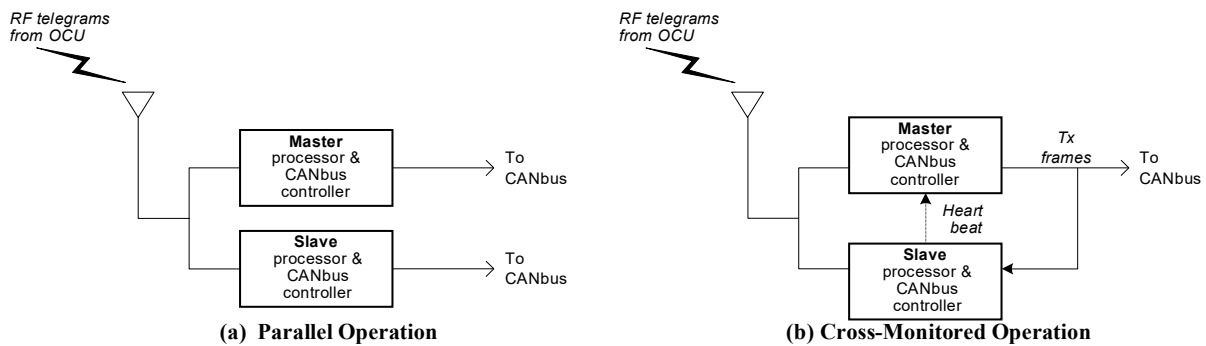 RF telegrams
from OCU
Master
processor &
CANbus
controller
To
CANbus
Slave
processor &
CANbus
controller
To
CANbus
(a) Parallel Operation
RF telegrams
from OCU
Master
processor &
CANbus
controller
Tx
frames
To
CANbus
Heart
beat
Slave
processor &
CANbus
controller
(b) Cross-Monitored Operation